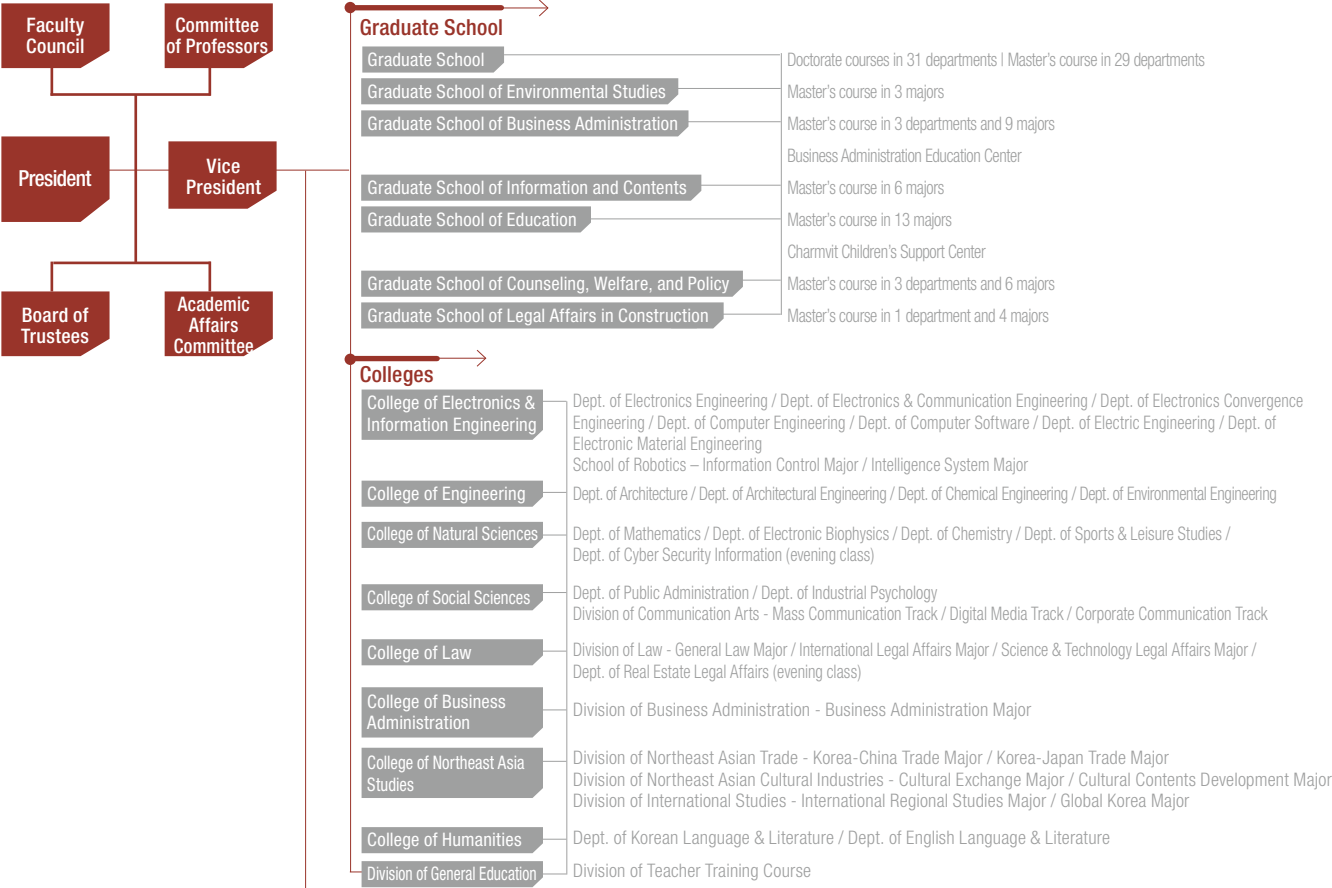 Faculty
Council
Committee
of Professors
President
Vice
President
Board of
Trustees
Academic
Affairs
Committee
Graduate School
Graduate School
Doctorate courses in 31 departments | Master's course in 29 departments
Graduate School of Environmental Studies
Master's course in 3 majors
Graduate School of Business Administration
Master's course in 3 departments and 9 majors
Business Administration Education Center
Graduate School of Information and Contents
Master's course in 6 majors
Graduate School of Education
Master's course in 13 majors
Charmvit Children's Support Center
Graduate School of Counseling, Welfare, and Policy
Master's course in 3 departments and 6 majors
Graduate School of Legal Affairs in Construction
Master's course in 1 department and 4 majors
Colleges
College of Electronics &
Information Engineering
Dept. of Electronics Engineering / Dept. of Electronics & Communication Engineering / Dept. of Electronics Convergence
Engineering / Dept. of Computer Engineering / Dept. of Computer Software / Dept. of Electric Engineering / Dept. of
Electronic Material Engineering
School of Robotics – Information Control Major / Intelligence System Major
College of Engineering
Dept. of Architecture / Dept. of Architectural Engineering / Dept. of Chemical Engineering / Dept. of Environmental Engineering
College of Natural Sciences
Dept. of Mathematics / Dept. of Electronic Biophysics / Dept. of Chemistry / Dept. of Sports & Leisure Studies /
Dept. of Cyber Security Information (evening class)
College of Social Sciences
Dept. of Public Administration / Dept. of Industrial Psychology
Division of Communication Arts - Mass Communication Track / Digital Media Track / Corporate Communication Track
College of Law
Division of Law - General Law Major / International Legal Affairs Major / Science & Technology Legal Affairs Major /
Dept. of Real Estate Legal Affairs (evening class)
College of Business
Administration
Division of Business Administration - Business Administration Major
College of Northeast Asia
Studies
Division of Northeast Asian Trade - Korea-China Trade Major / Korea-Japan Trade Major
Division of Northeast Asian Cultural Industries - Cultural Exchange Major / Cultural Contents Development Major
Division of International Studies - International Regional Studies Major / Global Korea Major
College of Humanities
Dept. of Korean Language & Literature / Dept. of English Language & Literature
Division of General Education
Division of Teacher Training Course